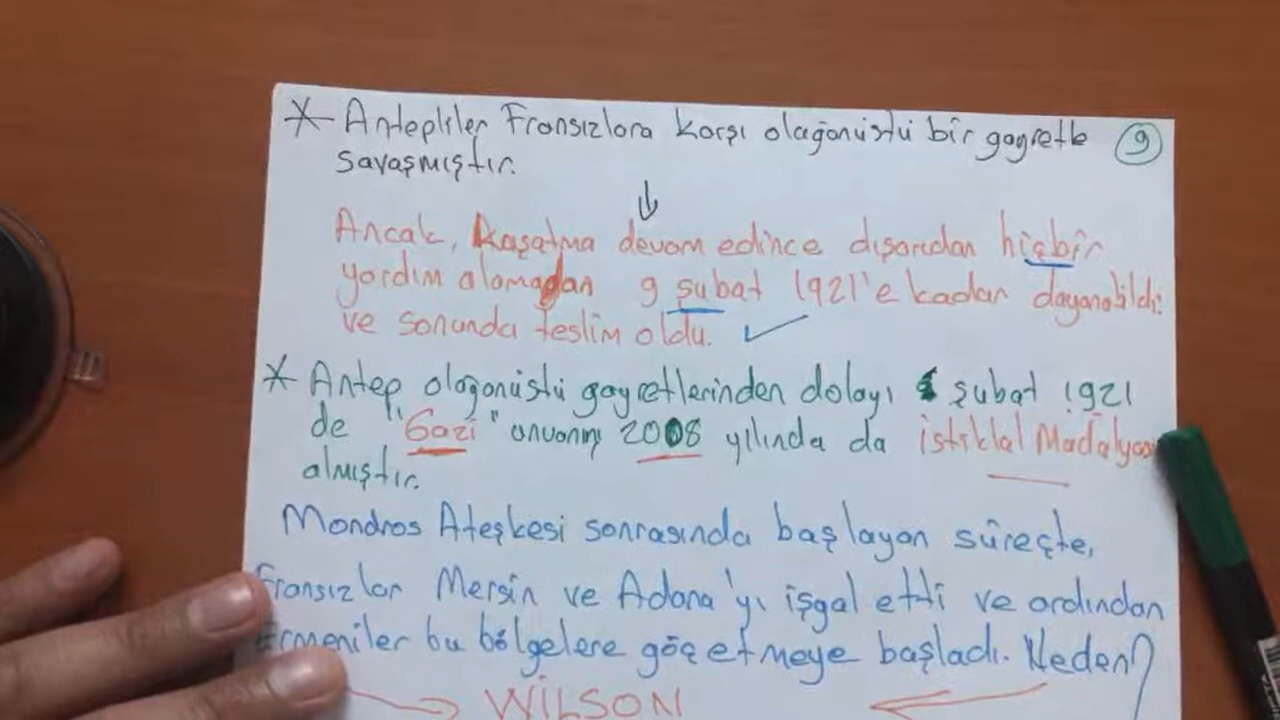 * Antepliler Fransızlara karşı olağanüstü bir gayretle 9
savaşmıştır.
Ancak, kuşatma devam edince dışarıdan hiçbir
yardım alamadan 9 şubat 1921'e kadar dayanabildi
ve sonunda teslim oldu.
* Antep olağanüstü gayretlerinden dolayı şubat 1921
de "Gazi" unvanını 2008 yılında da istiklal Madalyası
almıştır.
Mondros Ateşkesi sonrasında başlayan süreçte,
Fransızlar Mersin ve Adana'yı işgal etti ve ardından
Ermeniler bu bölgelere göç etmeye başladı. Neden?
WİLSON